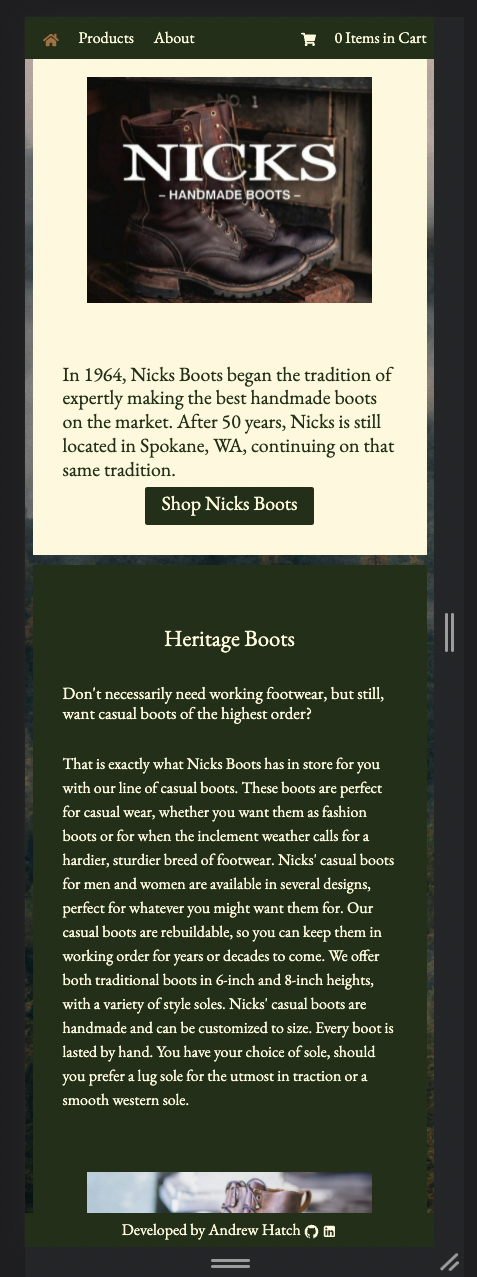 Products About 0 Items in Cart
NO. 1
NICKS
– HANDMADE BOOTS –
In 1964, Nicks Boots began the tradition of
expertly making the best handmade boots
on the market. After 50 years, Nicks is still
located in Spokane, WA, continuing on that
same tradition.
Shop Nicks Boots
Heritage Boots
Don't necessarily need working footwear, but still,
want casual boots of the highest order?
That is exactly what Nicks Boots has in store for you
with our line of casual boots. These boots are perfect
for casual wear, whether you want them as fashion
boots or for when the inclement weather calls for a
hardier, sturdier breed of footwear. Nicks' casual boots
for men and women are available in several designs,
perfect for whatever you might want them for. Our
casual boots are rebuildable, so you can keep them in
working order for years or decades to come. We offer
both traditional boots in 6-inch and 8-inch heights,
with a variety of style soles. Nicks' casual boots are
handmade and can be customized to size. Every boot is
lasted by hand. You have your choice of sole, should
you prefer a lug sole for the utmost in traction or a
smooth western sole.
Developed by Andrew Hatch